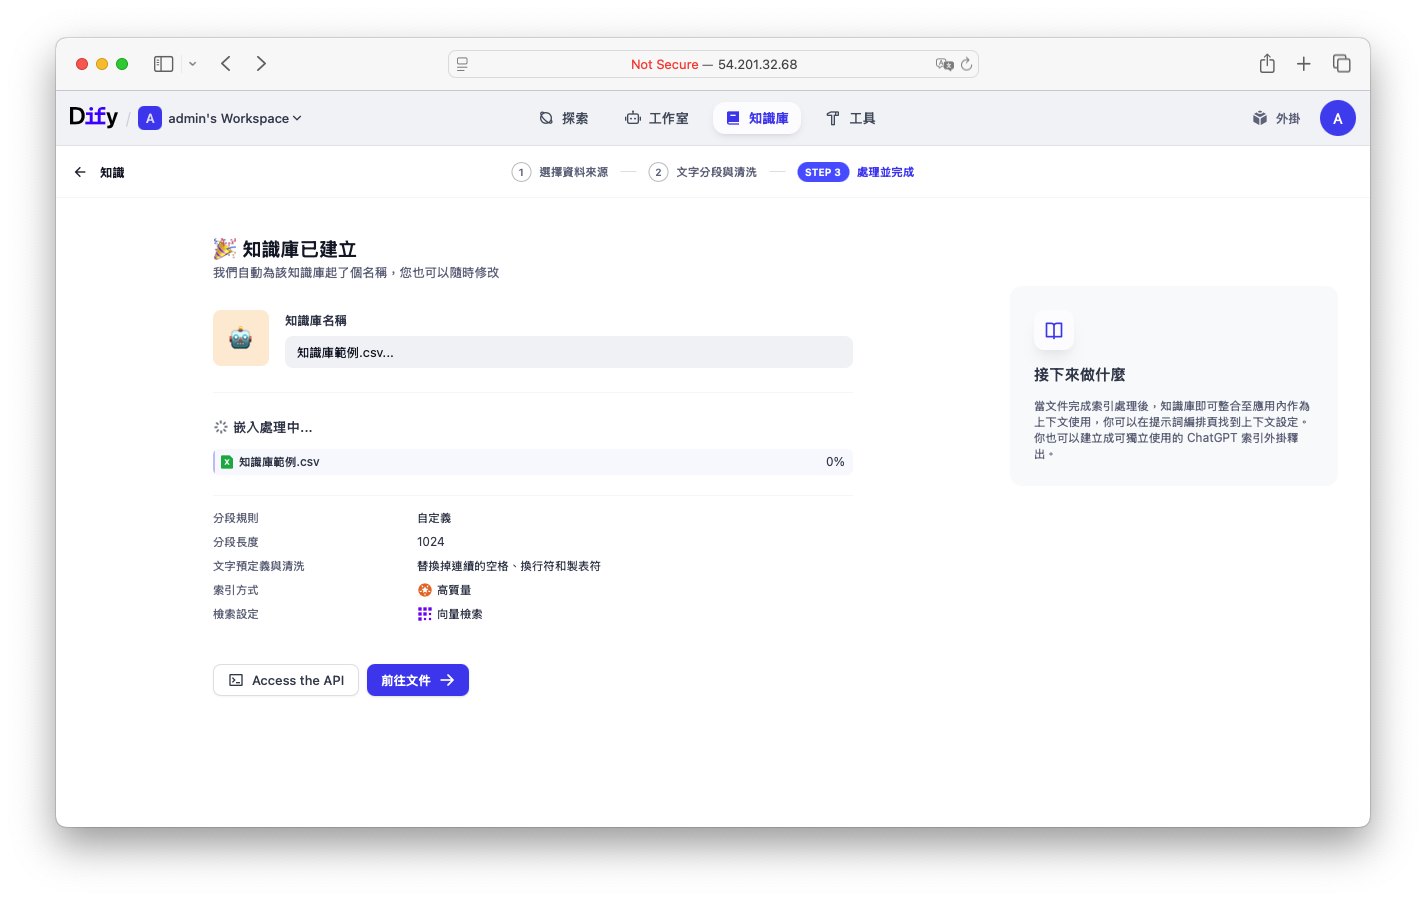 Not Secure — 54.201.32.68
Dify / A admin's Workspace
探索
工作室
知識庫
工具
外掛
A
知識
1 選擇資料來源
2 文字分段與清洗
STEP 3 處理並完成
知識庫已建立
我們自動為該知識庫起了個名稱，您也可以隨時修改
知識庫名稱
知識庫範例.csv...
嵌入處理中...
知識庫範例.csv 0%
分段規則 自定義
分段長度 1024
文字預定義與清洗 替換掉連續的空格、換行符和製表符
索引方式 高質量
檢索設定 向量檢索
Access the API
前往文件
接下來做什麼
當文件完成索引處理後，知識庫即可整合至應用內作為
上下文使用，你可以在提示詞編排頁找到上下文設定。
你也可以建立成可獨立使用的 ChatGPT 索引外掛釋
出。